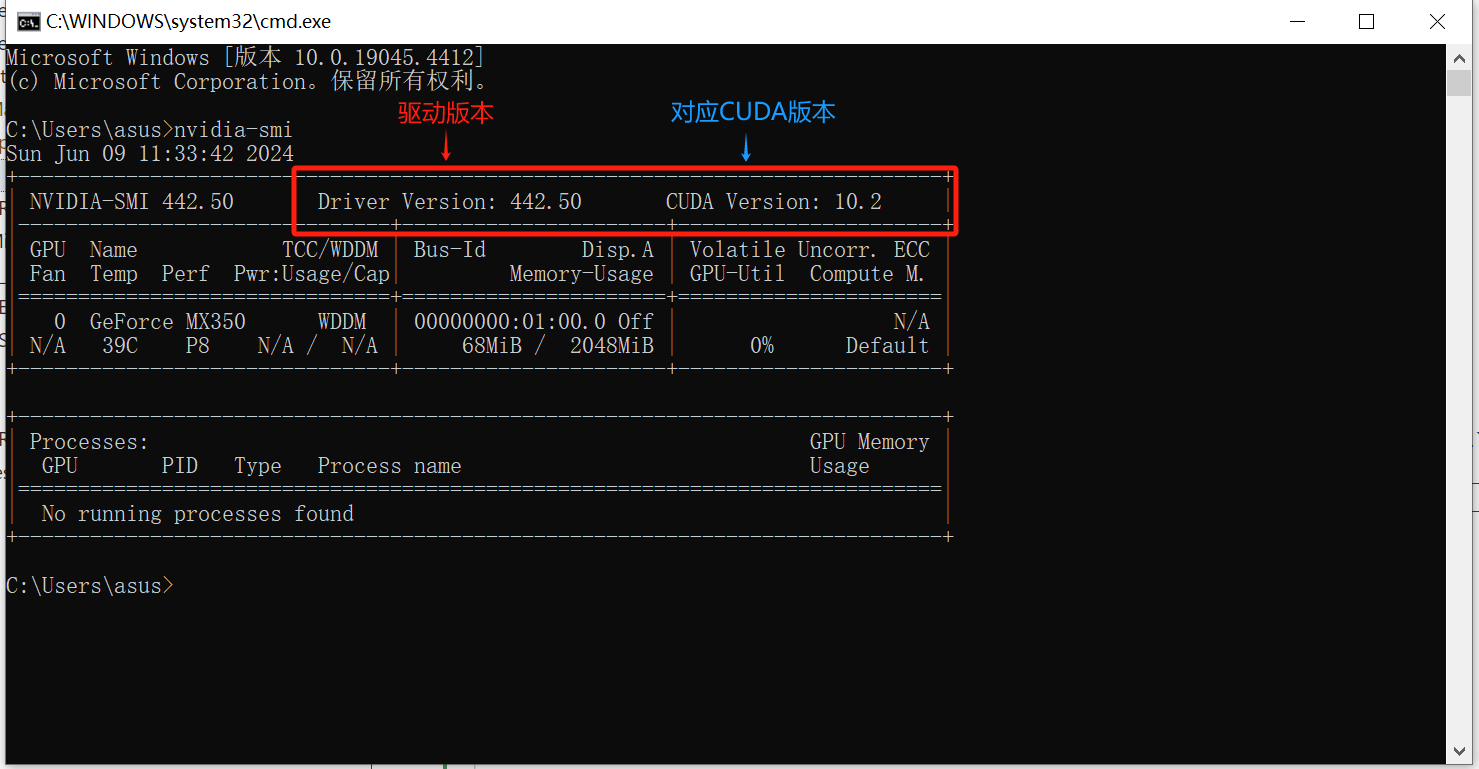 C:\WINDOWS\system32\cmd.exe
Microsoft Windows [版本 10.0.19045.4412]
(c) Microsoft Corporation。保留所有权利。
驱动版本 对应CUDA版本
C:\Users\asus>nvidia-smi
Sun Jun 09 11:33:42 2024
NVIDIA-SMI 442.50 Driver Version: 442.50 CUDA Version: 10.2
GPU Name TCC/WDDM | Bus-Id Disp.A | Volatile Uncorr. ECC
Fan Temp Perf Pwr:Usage/Cap | Memory-Usage | GPU-Util Compute M.
0 GeForce MX350 WDDM | 00000000:01:00.0 Off | N/A
N/A 39C P8 N/A / N/A | 68MiB / 2048MiB | 0% Default
Processes: GPU Memory
GPU PID Type Process name Usage
No running processes found
C:\Users\asus>